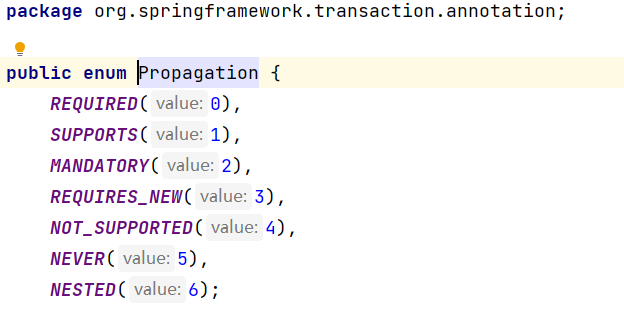 package org.springframework.transaction.annotation;
public enum Propagation {
REQUIRED( value: 0),
SUPPORTS( value: 1),
MANDATORY( value: 2),
REQUIRES_NEW( value: 3),
NOT_SUPPORTED( value: 4),
NEVER( value: 5),
NESTED( value: 6);